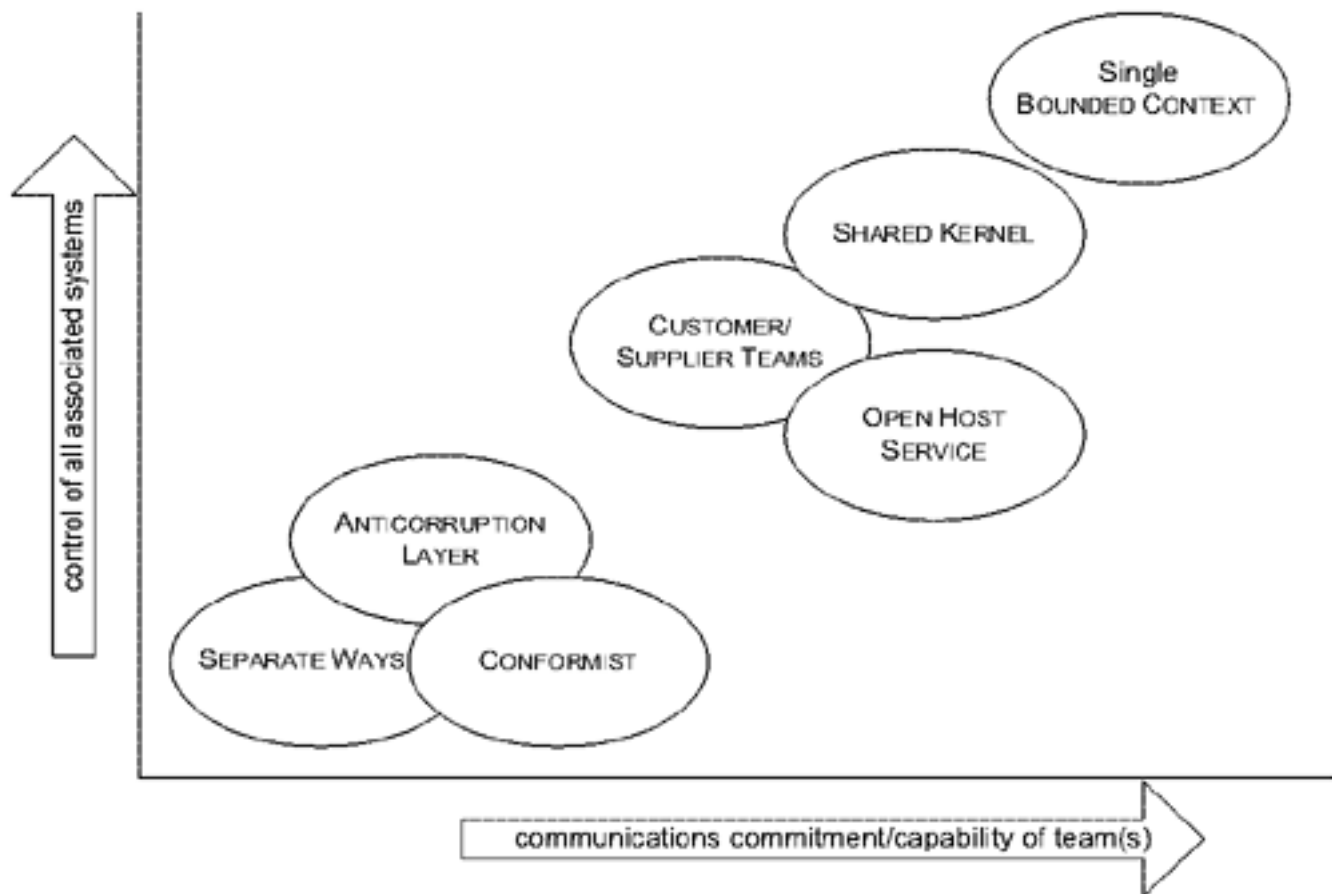 Single
BOUNDED CONTEXT
SHARED KERNEL
CUSTOMER/
SUPPLIER TEAMS
OPEN HOST
SERVICE
ANTICORRUPTION
LAYER
SEPARATE WAYS
CONFORMIST
control of all associated systems
communications commitment/capability of team(s)